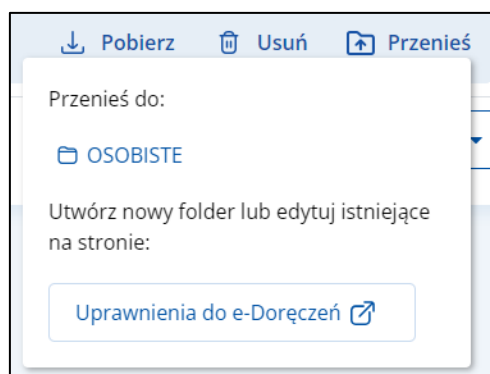 Pobierz Usuń Przenieś
Przenieś do:
OSOBISTE
Utwórz nowy folder lub edytuj istniejące
na stronie:
Uprawnienia do e-Doręczeń